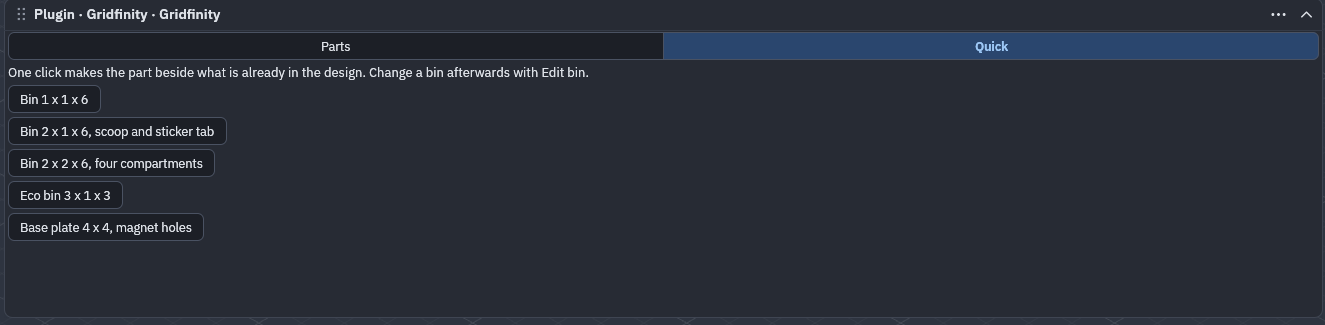 Plugin · Gridfinity · Gridfinity
Parts
Quick
One click makes the part beside what is already in the design. Change a bin afterwards with Edit bin.
Bin 1 x 1 x 6
Bin 2 x 1 x 6, scoop and sticker tab
Bin 2 x 2 x 6, four compartments
Eco bin 3 x 1 x 3
Base plate 4 x 4, magnet holes